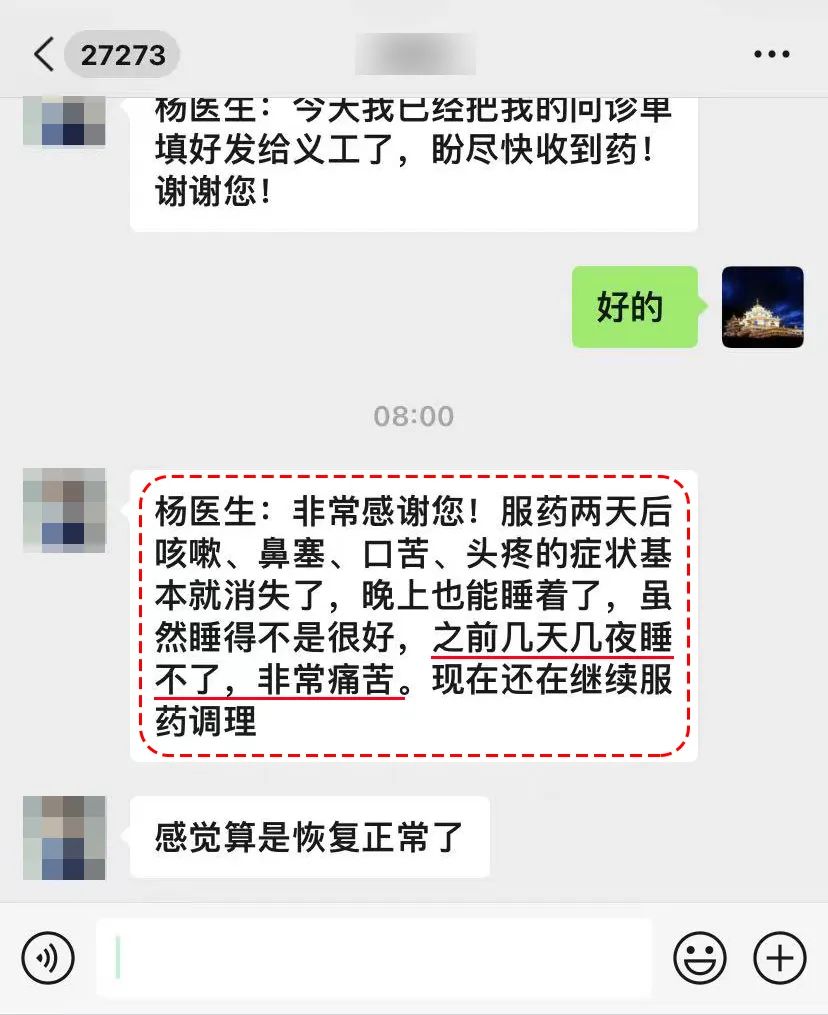 27273
杨医生：今天我已经把我的问诊单
填好发给义工了，盼尽快收到药！
谢谢您！
好的
08:00
杨医生：非常感谢您！服药两天后
咳嗽、鼻塞、口苦、头疼的症状基
本就消失了，晚上也能睡着了，虽
然睡得不是很好，之前几天几夜睡
不了，非常痛苦。现在还在继续服
药调理
感觉算是恢复正常了